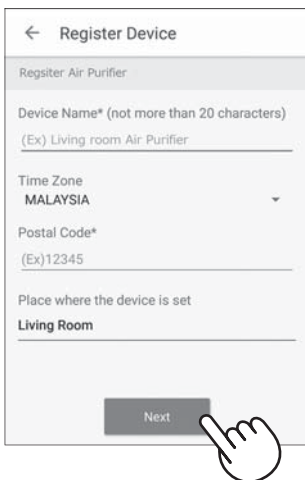 ← Register Device
Regsiter Air Purifier
Device Name* (not more than 20 characters)
(Ex) Living room Air Purifier
Time Zone
MALAYSIA
Postal Code*
(Ex)12345
Place where the device is set
Living Room
Next